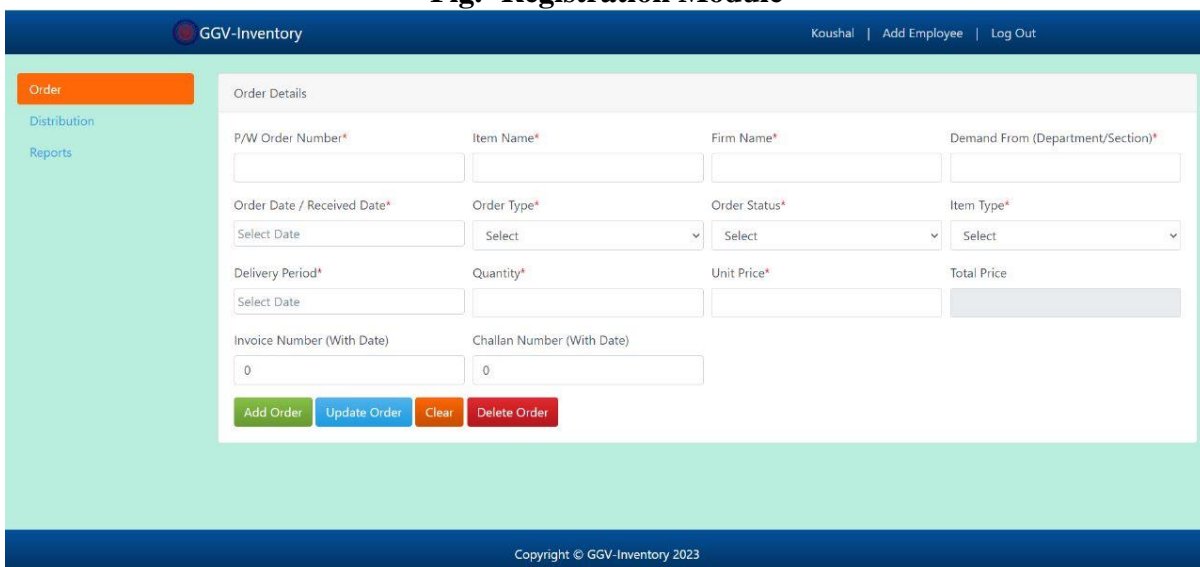 Fig:- Registration Module
GGV-Inventory Koushal | Add Employee | Log Out
Order
Distribution
Reports
Order Details
P/W Order Number* Item Name* Firm Name* Demand From (Department/Section)*
Order Date / Received Date* Order Type* Order Status* Item Type*
Select Date Select Select Select
Delivery Period* Quantity* Unit Price* Total Price
Select Date
Invoice Number (With Date) Challan Number (With Date)
0 0
Add Order Update Order Clear Delete Order
Copyright © GGV-Inventory 2023